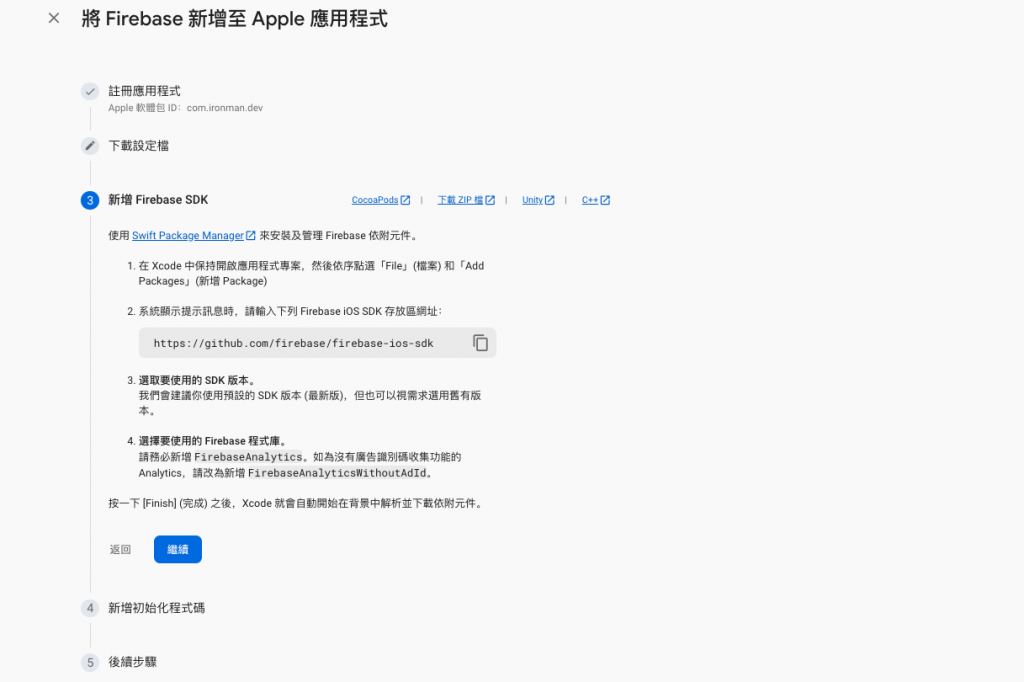 將 Firebase 新增至 Apple 應用程式
註冊應用程式
Apple 軟體包 ID：com.ironman.dev
下載設定檔
3 新增 Firebase SDK CocoaPods | 下載 ZIP 檔 | Unity | C++
使用 Swift Package Manager 來安裝及管理 Firebase 依附元件。
1. 在 Xcode 中保持開啟應用程式專案，然後依序點選「File」(檔案) 和「Add
Packages」(新增 Package)
2. 系統顯示提示訊息時，請輸入下列 Firebase iOS SDK 存放區網址：
https://github.com/firebase/firebase-ios-sdk
3. 選取要使用的 SDK 版本。
我們會建議你使用預設的 SDK 版本 (最新版)，但也可以視需求選用舊有版
本。
4. 選擇要使用的 Firebase 程式庫。
請務必新增 FirebaseAnalytics。如為沒有廣告識別碼收集功能的
Analytics，請改為新增 FirebaseAnalyticsWithoutAdId。
按一下 [Finish] (完成) 之後，Xcode 就會自動開始在背景中解析並下載依附元件。
返回 繼續
4 新增初始化程式碼
5 後續步驟